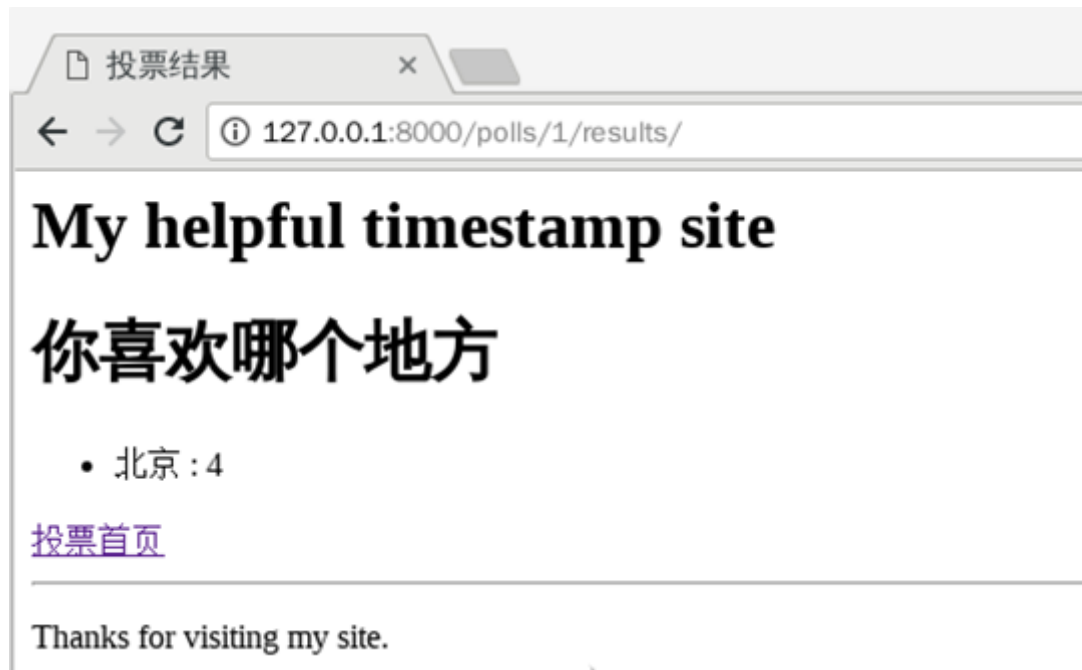 投票结果
127.0.0.1:8000/polls/1/results/
My helpful timestamp site
你喜欢哪个地方
北京 : 4
投票首页
Thanks for visiting my site.